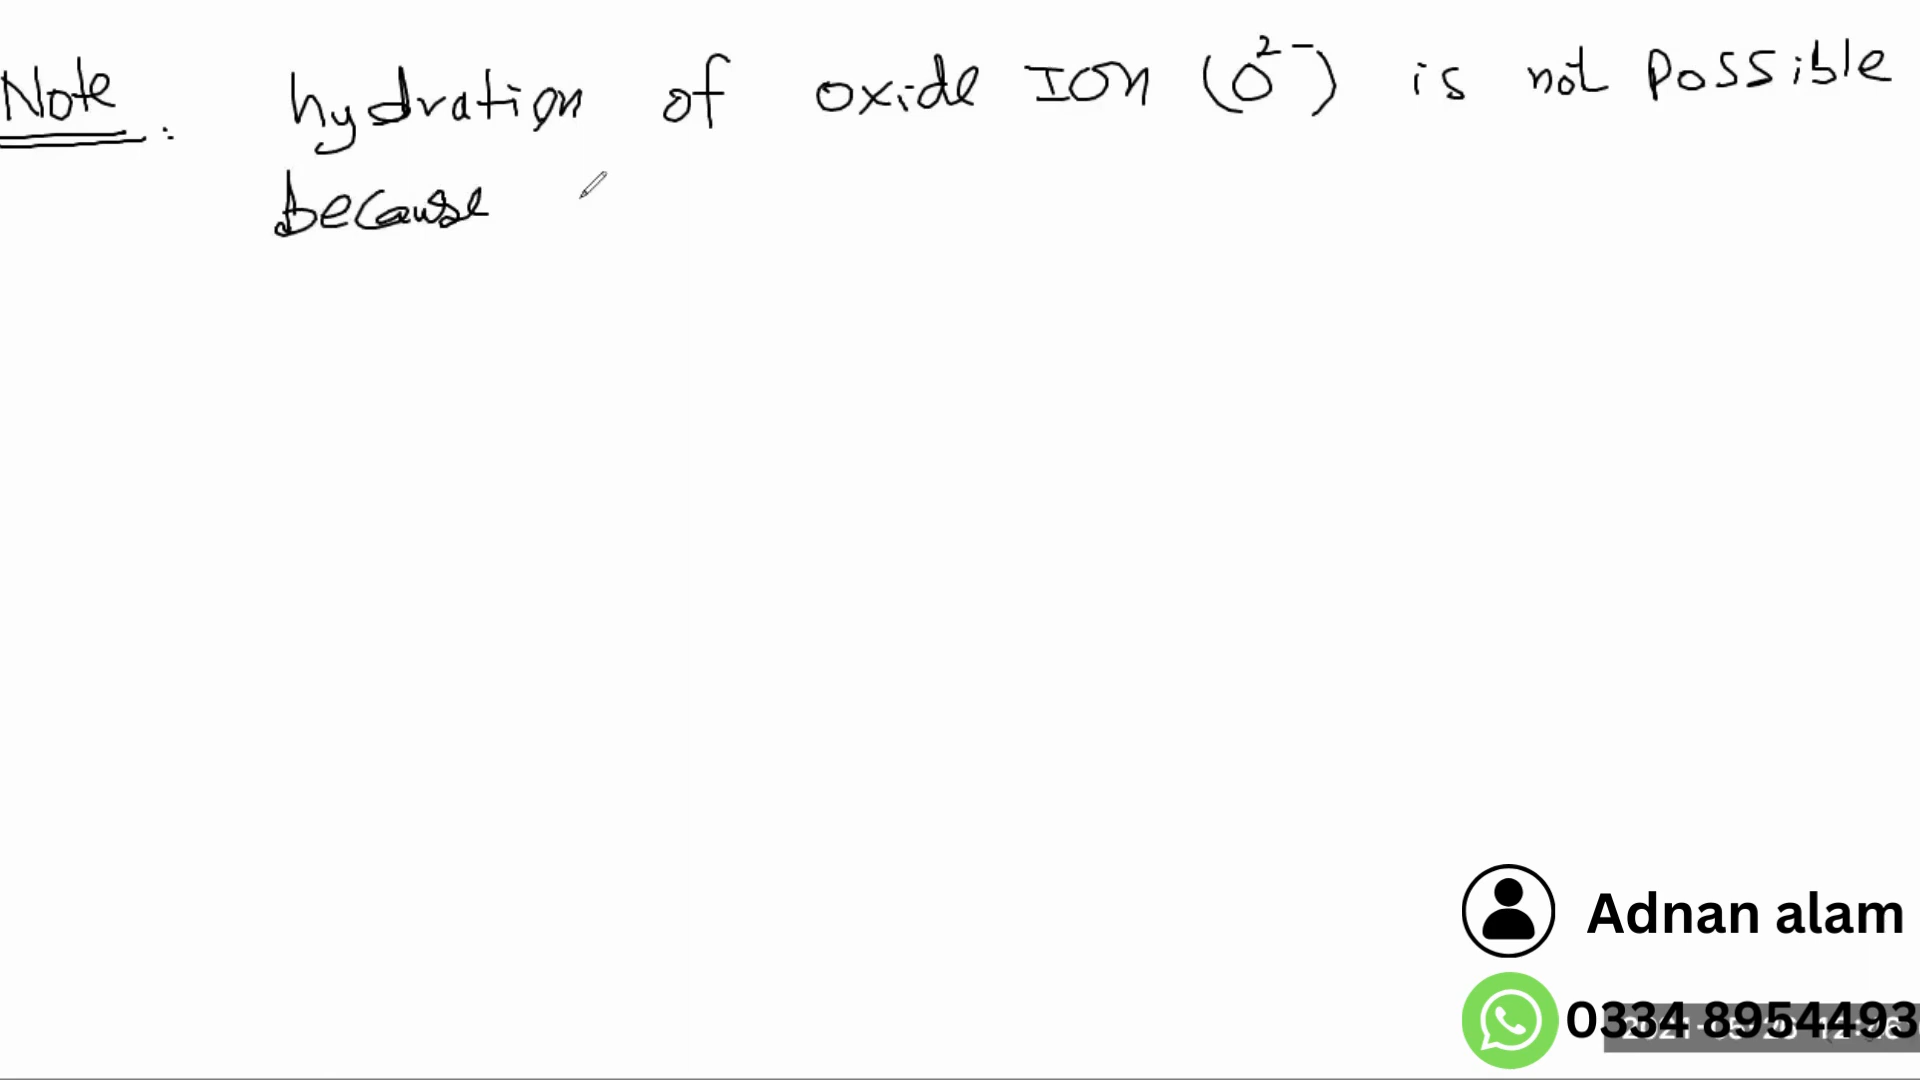 Note : hydration of oxide Ion (O²⁻) is not possible
because
Adnan alam
0334 8954493